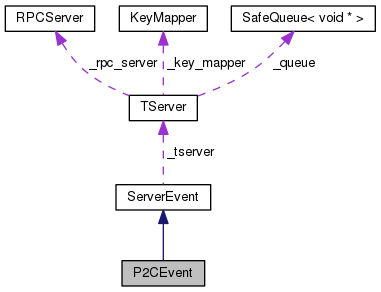 RPCServer
KeyMapper
SafeQueue< void * >
_rpc_server
_key_mapper
_queue
TServer
_tserver
ServerEvent
P2CEvent